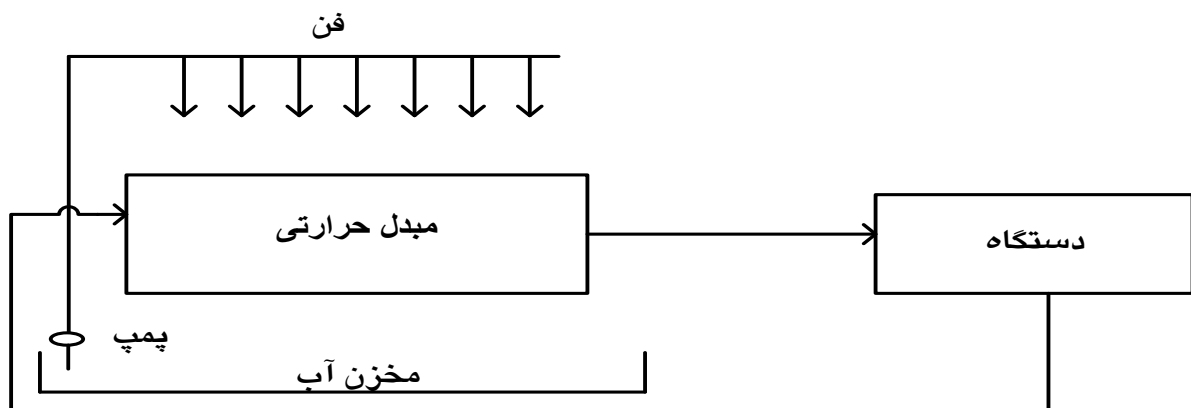 فن
مبدل حرارتی
دستگاه
پمپ
مخزن آب